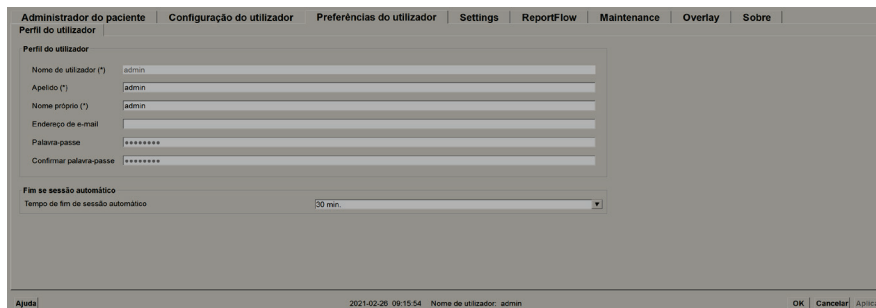 Administrador do paciente Configuração do utilizador Preferências do utilizador Settings ReportFlow Maintenance Overlay Sobre
Perfil do utilizador
Perfil do utilizador
Nome de utilizador (*) admin
Apelido (*) admin
Nome próprio (*) admin
Endereço de e-mail
Palavra-passe ●●●●●●●●
Confirmar palavra-passe ●●●●●●●●
Fim se sessão automático
Tempo de fim de sessão automático 30 min.
Ajuda 2021-02-26 09:15:54 Nome de utilizador: admin OK Cancelar Aplica